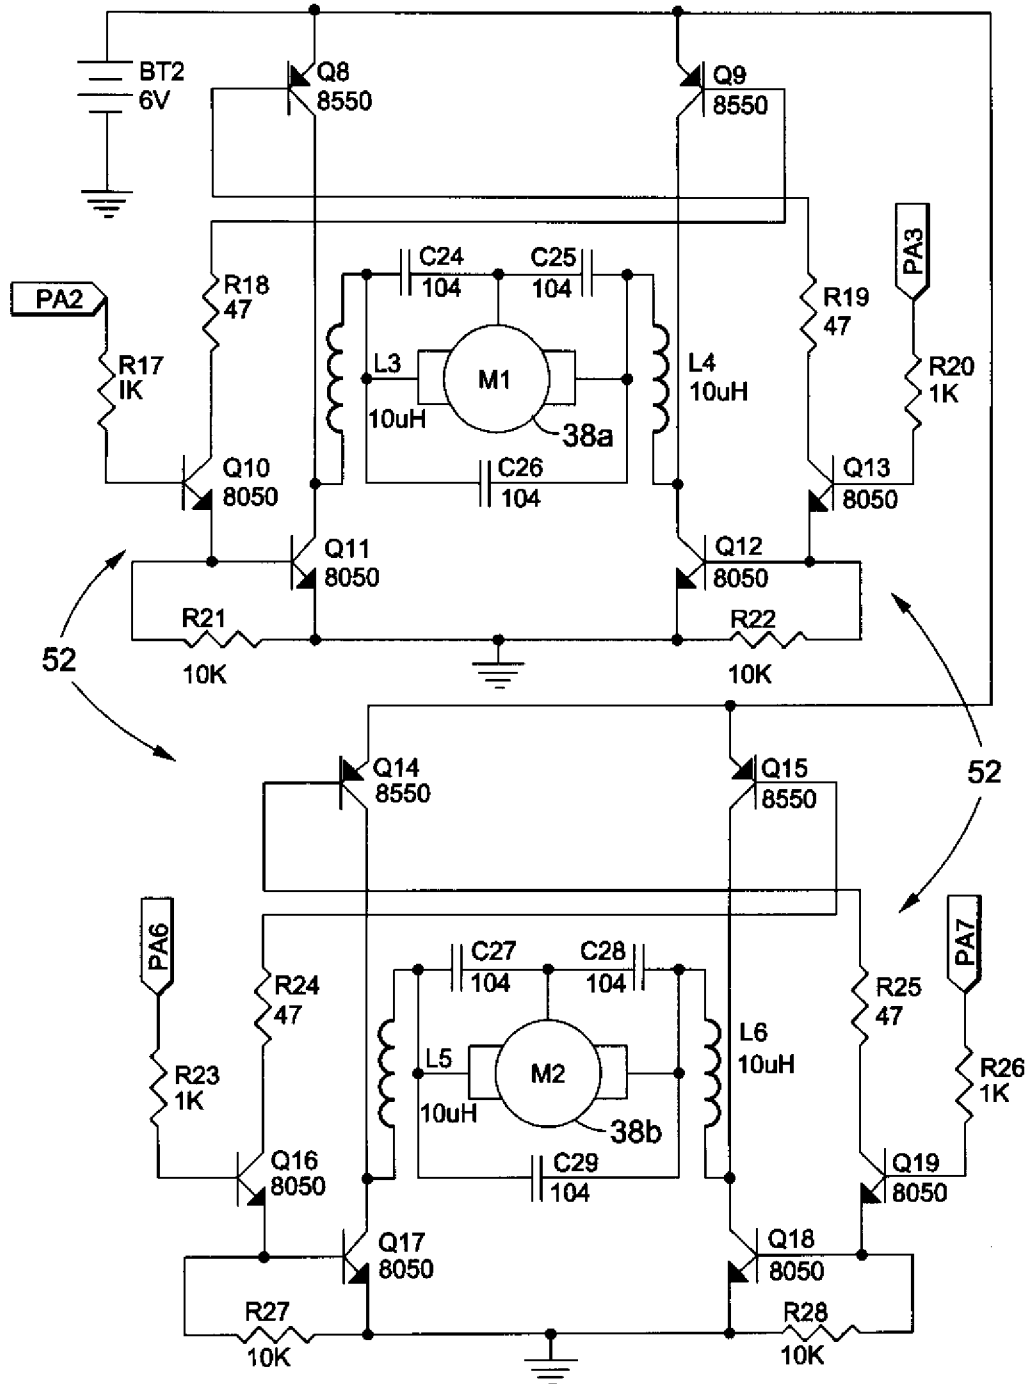 BT2
6V
Q8
8550
Q9
8550
PA2
PA3
R18
47
C24
104
C25
104
R19
47
R17
IK
L3
10uH
M1
L4
10uH
R20
1K
38a
C26
104
Q10
8050
Q13
8050
Q11
8050
Q12
8050
R21
10K
R22
10K
52
52
Q14
8550
Q15
8550
PA6
PA7
R24
47
C27
104
C28
104
R25
47
R23
1K
L5
10uH
M2
L6
10uH
R26
1K
38b
C29
104
Q16
8050
Q19
8050
Q17
8050
Q18
8050
R27
10K
R28
10K